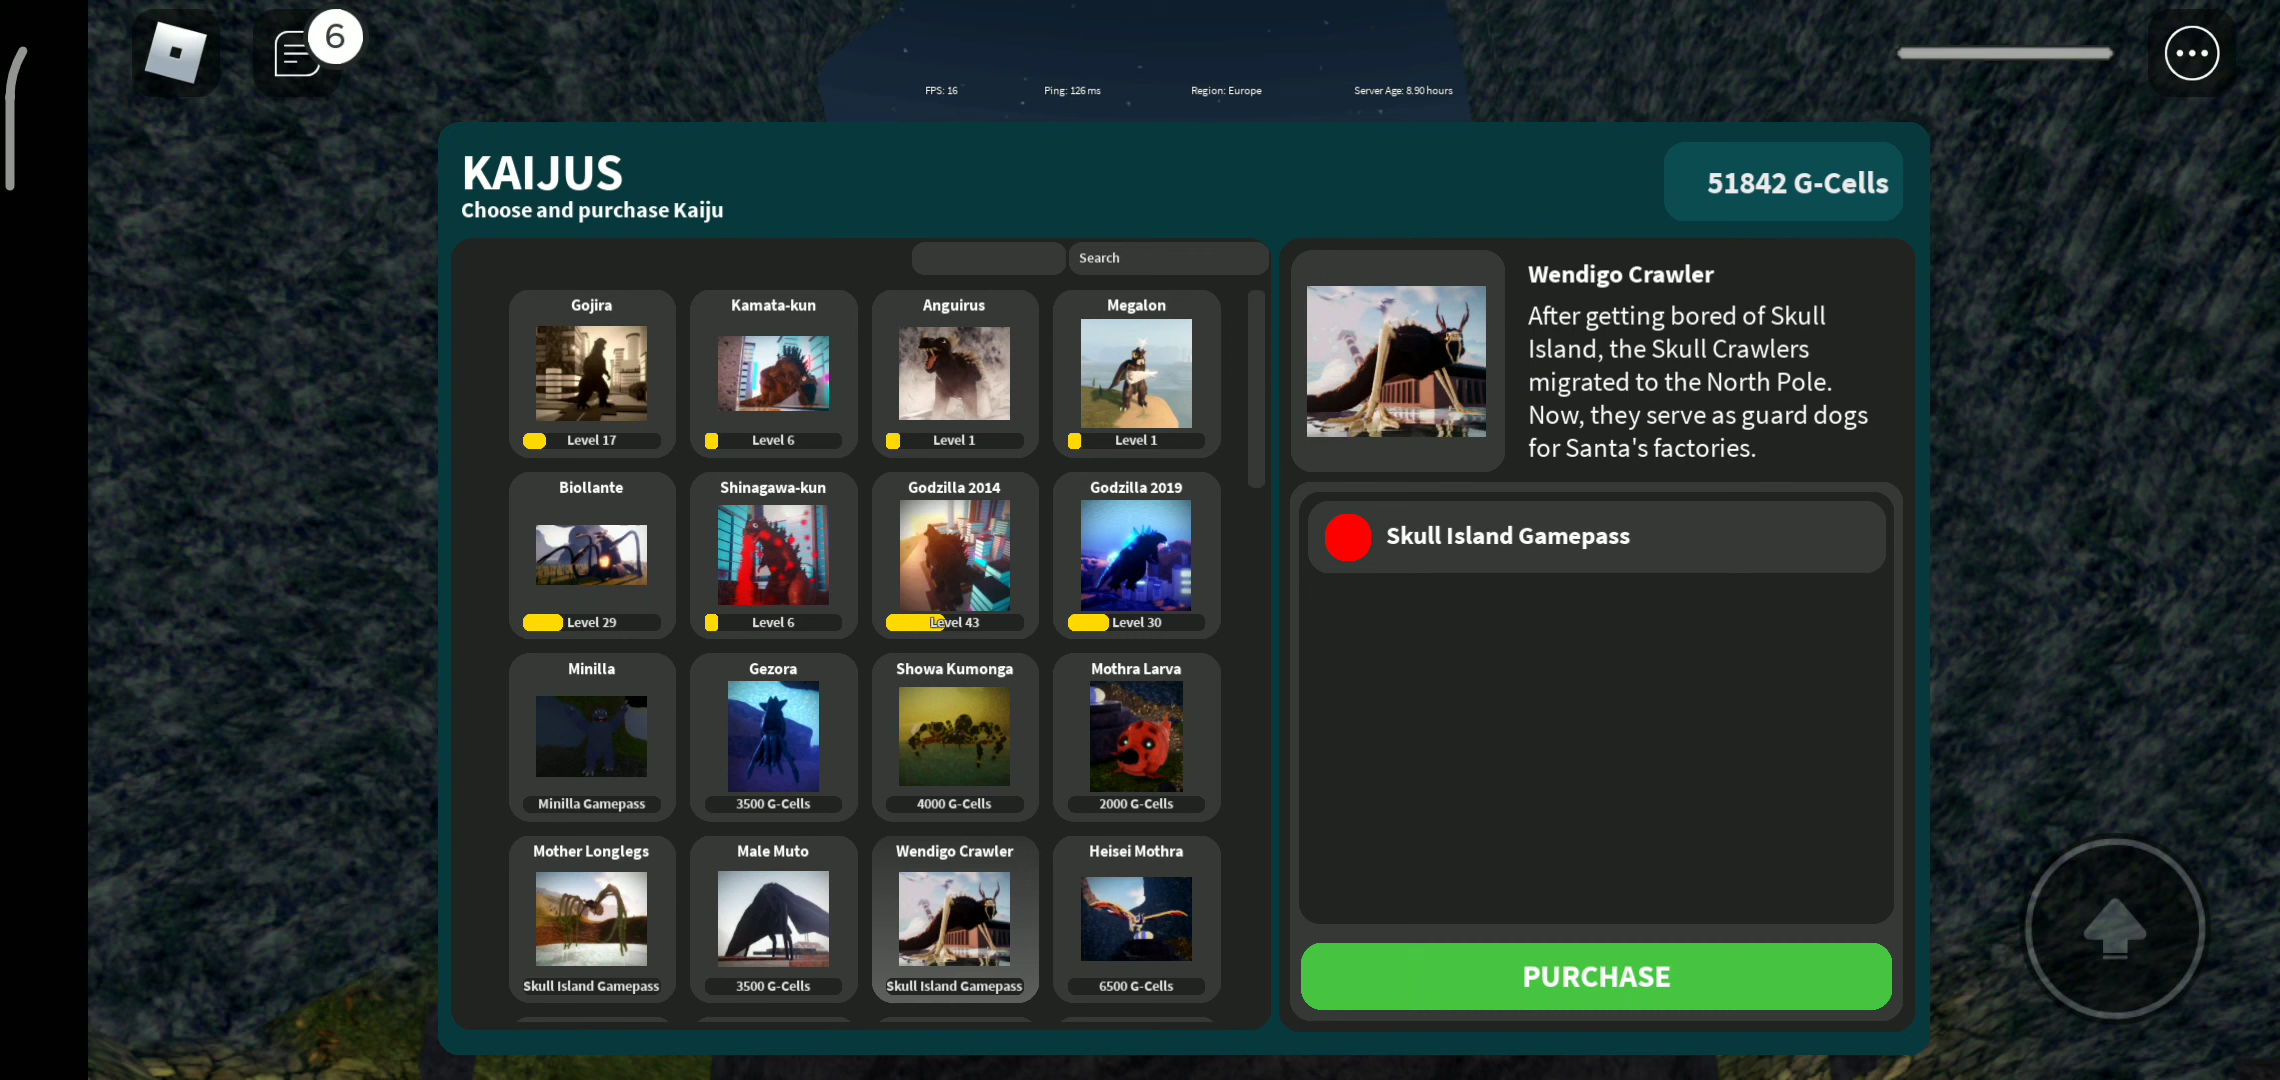 6
FPS: 16
Ping: 126 ms
Region: Europe
Server Age: 8.90 hours
KAIJUS
Choose and purchase Kaiju
51842 G-Cells
Search
Gojira
Kamata-kun
Anguirus
Megalon
Level 17
Level 6
Level 1
Level 1
Biollante
Shinagawa-kun
Godzilla 2014
Godzilla 2019
Level 29
Level 6
Level 43
Level 30
Minilla
Gezora
Showa Kumonga
Mothra Larva
Minilla Gamepass
3500 G-Cells
4000 G-Cells
2000 G-Cells
Mother Longlegs
Male Muto
Wendigo Crawler
Heisei Mothra
Skull Island Gamepass
3500 G-Cells
Skull Island Gamepass
6500 G-Cells
Wendigo Crawler
After getting bored of Skull
Island, the Skull Crawlers
migrated to the North Pole.
Now, they serve as guard dogs
for Santa's factories.
Skull Island Gamepass
PURCHASE